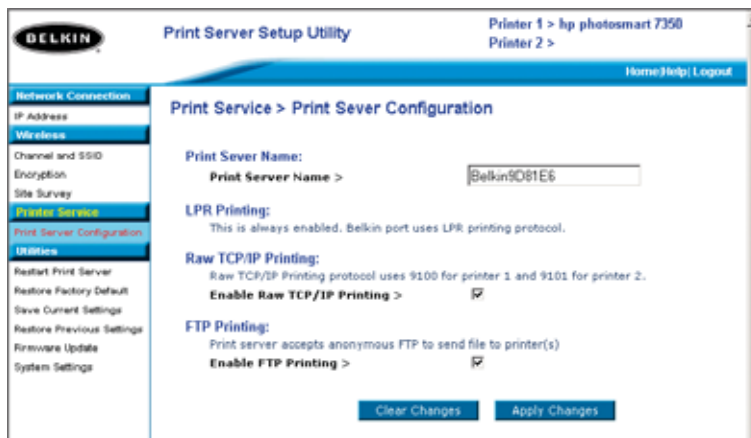 BELKIN
Print Server Setup Utility
Printer 1 > hp photosmart 7350
Printer 2 >
Home|Help| Logout
Network Connection
IP Address
Wireless
Channel and SSID
Encryption
Site Survey
Printer Service
Print Server Configuration
Utilities
Restart Print Server
Restore Factory Default
Save Current Settings
Restore Previous Settings
Firmware Update
System Settings
Print Service > Print Sever Configuration
Print Sever Name:
Print Server Name >
Belkin9D81E6
LPR Printing:
This is always enabled. Belkin port uses LPR printing protocol.
Raw TCP/IP Printing:
Raw TCP/IP Printing protocol uses 9100 for printer 1 and 9101 for printer 2.
Enable Raw TCP/IP Printing >
FTP Printing:
Print server accepts anonymous FTP to send file to printer(s)
Enable FTP Printing >
Clear Changes
Apply Changes